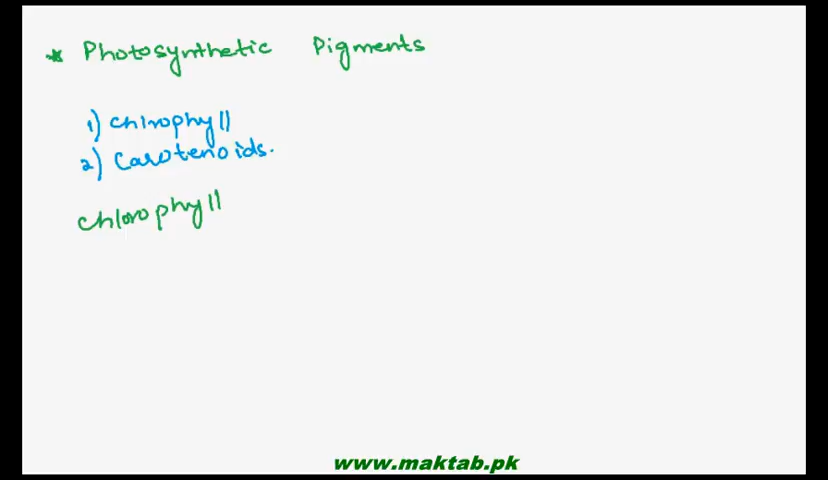 * Photosynthetic Pigments
1) Chlrophyll
2) Carotenoids.
Chlorophyll
www.maktab.pk